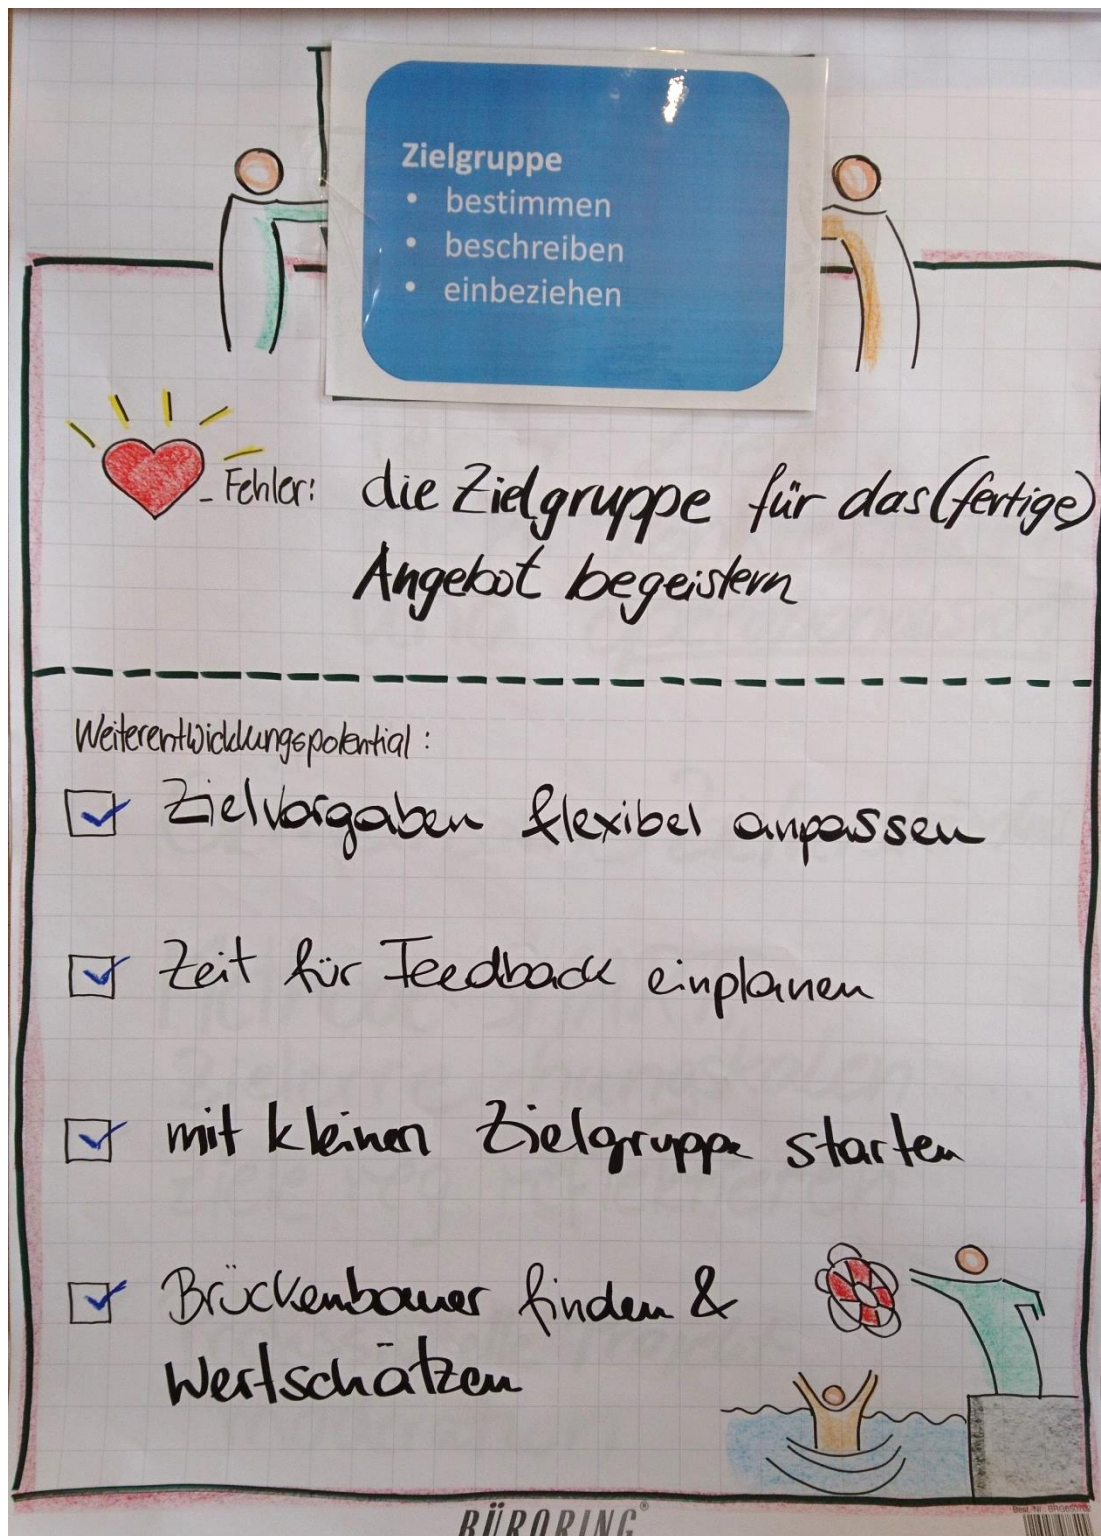 Zielgruppe
• bestimmen
• beschreiben
• einbeziehen
- Fehler: die Zielgruppe für das (fertige)
Angebot begeistern
Weiterentwicklungspotential:
Zielvorgaben flexibel anpassen
Zeit für Feedback einplanen
mit kleinen Zielgruppe starten
Brückenbauer finden &
Wertschätzen
BÜRORING®